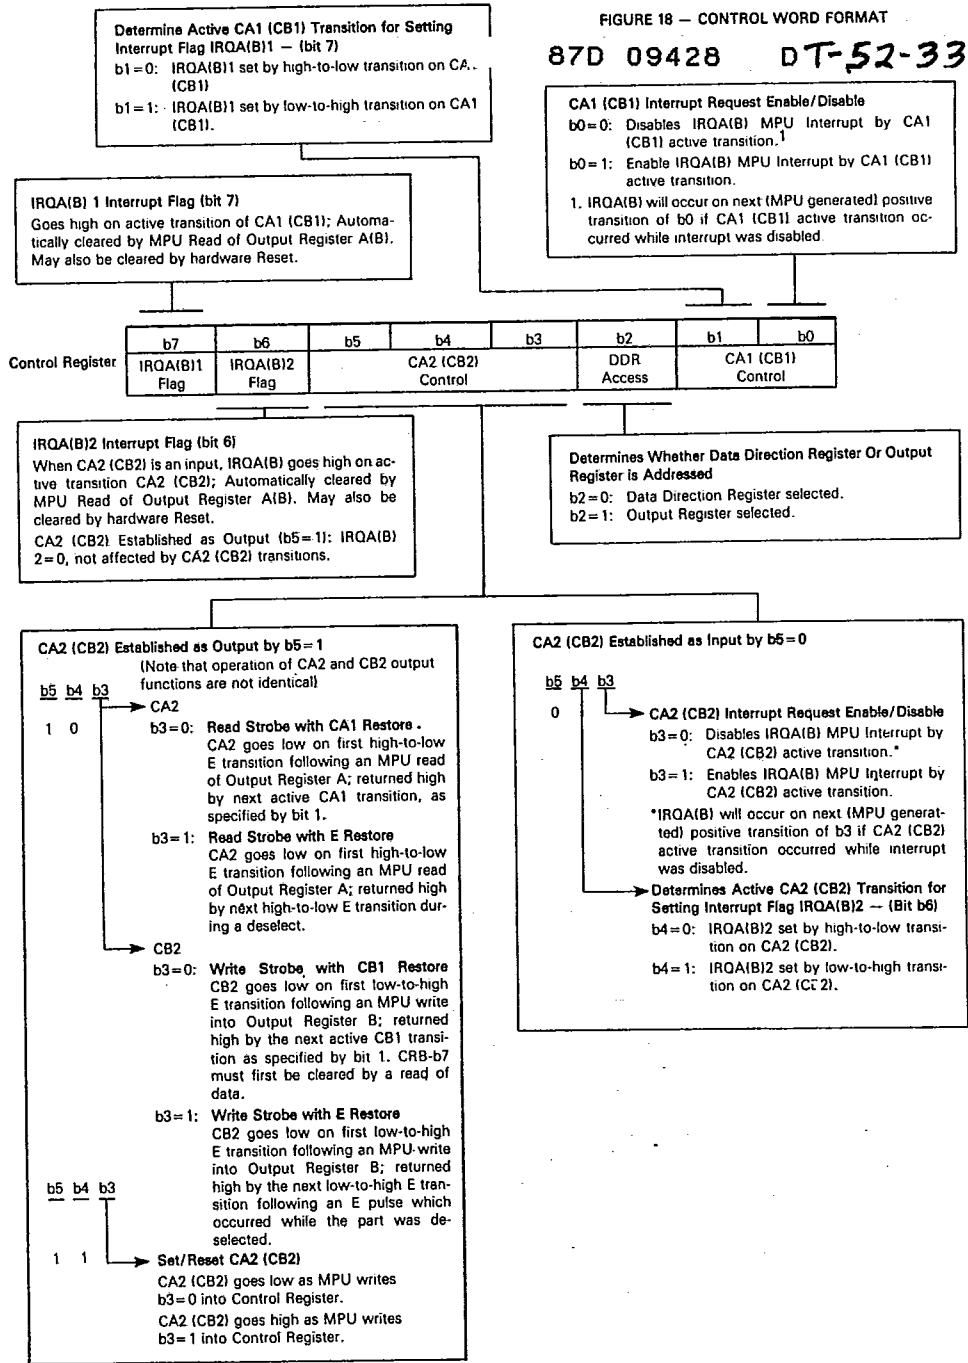 FIGURE 18 — CONTROL WORD FORMAT
87D 09428 DT-52-33
Determine Active CA1 (CB1) Transition for Setting
Interrupt Flag IRQA(B)1 — (bit 7)
b1=0: IRQA(B)1 set by high-to-low transition on CA
(CB1)
b1=1: IRQA(B)1 set by low-to-high transition on CA1
(CB1).
CA1 (CB1) Interrupt Request Enable/Disable
b0=0: Disables IRQA(B) MPU Interrupt by CA1
(CB1) active transition.1
b0=1: Enable IRQA(B) MPU Interrupt by CA1 (CB1)
active transition.
1. IRQA(B) will occur on next (MPU generated) positive
transition of b0 if CA1 (CB1) active transition oc-
curred while interrupt was disabled
IRQA(B) 1 Interrupt Flag (bit 7)
Goes high on active transition of CA1 (CB1); Automa-
tically cleared by MPU Read of Output Register A(B).
May also be cleared by hardware Reset.
b7 b6 b5 b4 b3 b2 b1 b0
Control Register
IRQA(B)1 IRQA(B)2 CA2 (CB2) DDR CA1 (CB1)
Flag Flag Control Access Control
IRQA(B)2 Interrupt Flag (bit 6)
When CA2 (CB2) is an input, IRQA(B) goes high on ac-
tive transition CA2 (CB2); Automatically cleared by
MPU Read of Output Register A(B). May also be
cleared by hardware Reset.
CA2 (CB2) Established as Output (b5=1): IRQA(B)
2=0, not affected by CA2 (CB2) transitions.
Determines Whether Data Direction Register Or Output
Register is Addressed
b2=0: Data Direction Register selected.
b2=1: Output Register selected.
CA2 (CB2) Established as Output by b5=1
(Note that operation of CA2 and CB2 output
functions are not identical)
b5 b4 b3
CA2
1 0 b3=0: Read Strobe with CA1 Restore
CA2 goes low on first high-to-low
E transition following an MPU read
of Output Register A; returned high
by next active CA1 transition, as
specified by bit 1.
b3=1: Read Strobe with E Restore
CA2 goes low on first high-to-low
E transition following an MPU read
of Output Register A; returned high
by next high-to-low E transition dur-
ing a deselect.
CB2
b3=0: Write Strobe with CB1 Restore
CB2 goes low on first low-to-high
E transition following an MPU write
into Output Register B; returned
high by the next active CB1 transi-
tion as specified by bit 1. CRB-b7
must first be cleared by a read of
data.
b3=1: Write Strobe with E Restore
CB2 goes low on first low-to-high
E transition following an MPU write
into Output Register B; returned
high by the next low-to-high E tran-
sition following an E pulse which
occurred while the part was de-
selected.
b5 b4 b3
1 1 Set/Reset CA2 (CB2)
CA2 (CB2) goes low as MPU writes
b3=0 into Control Register.
CA2 (CB2) goes high as MPU writes
b3=1 into Control Register.
CA2 (CB2) Established as Input by b5=0
b5 b4 b3
0 CA2 (CB2) Interrupt Request Enable/Disable
b3=0: Disables IRQA(B) MPU Interrupt by
CA2 (CB2) active transition.*
b3=1: Enables IRQA(B) MPU Interrupt by
CA2 (CB2) active transition.
*IRQA(B) will occur on next (MPU generat-
ted) positive transition of b3 if CA2 (CB2)
active transition occurred while interrupt
was disabled.
Determines Active CA2 (CB2) Transition for
Setting Interrupt Flag IRQA(B)2 — (Bit b6)
b4=0: IRQA(B)2 set by high-to-low transi-
tion on CA2 (CB2).
b4=1: IRQA(B)2 set by low-to-high transi-
tion on CA2